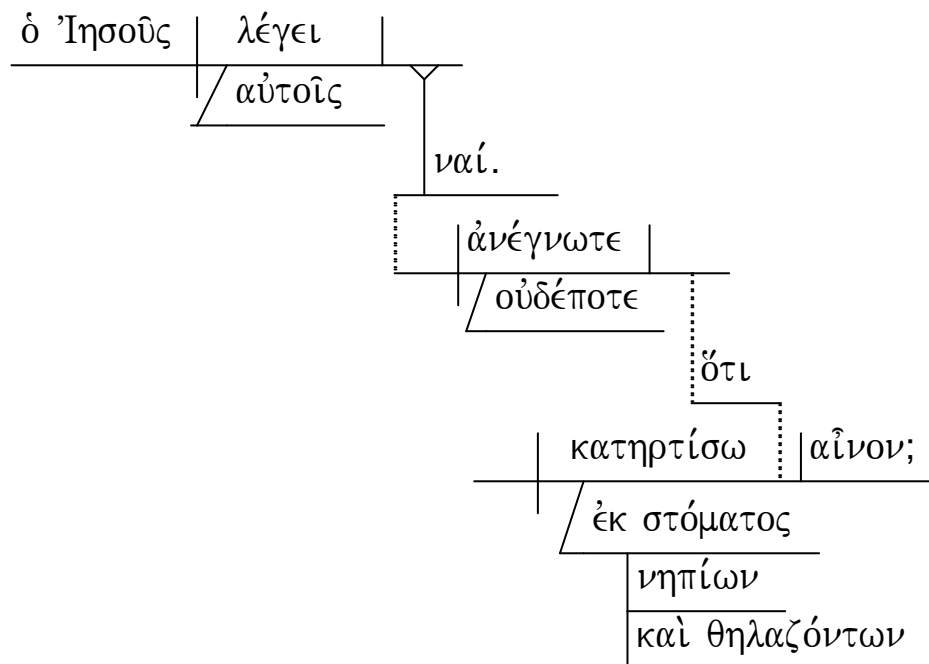 ὁ Ἰησοῦς λέγει
αὐτοῖς
ναί.
ἀνέγνωτε
οὐδέποτε
ὅτι
κατηρτίσω αἶνον;
ἐκ στόματος
νηπίων
καὶ θηλαζόντων